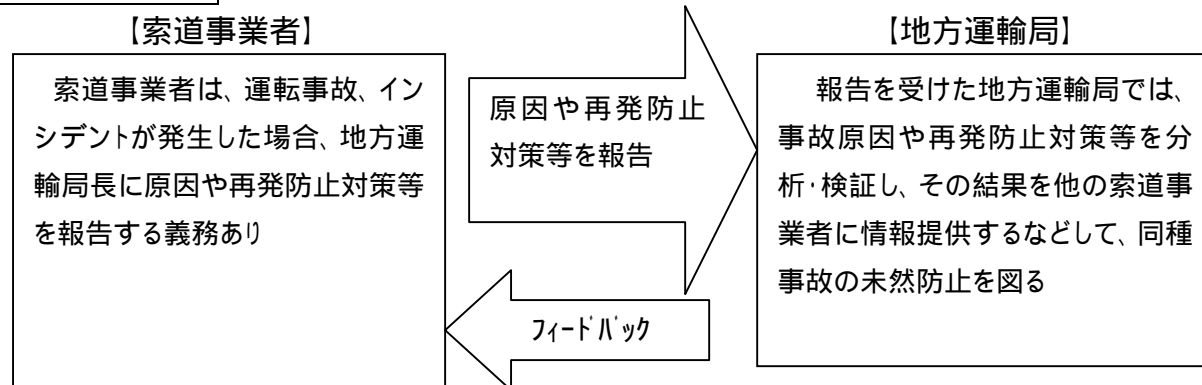 【索道事業者】
索道事業者は、運転事故、イン
シデントが発生した場合、地方運
輸局長に原因や再発防止対策等
を報告する義務あり
原因や再発防止
対策等を報告
フィードバック
【地方運輸局】
報告を受けた地方運輸局では、
事故原因や再発防止対策等を分
析・検証し、その結果を他の索道事
業者に情報提供するなどして、同種
事故の未然防止を図る